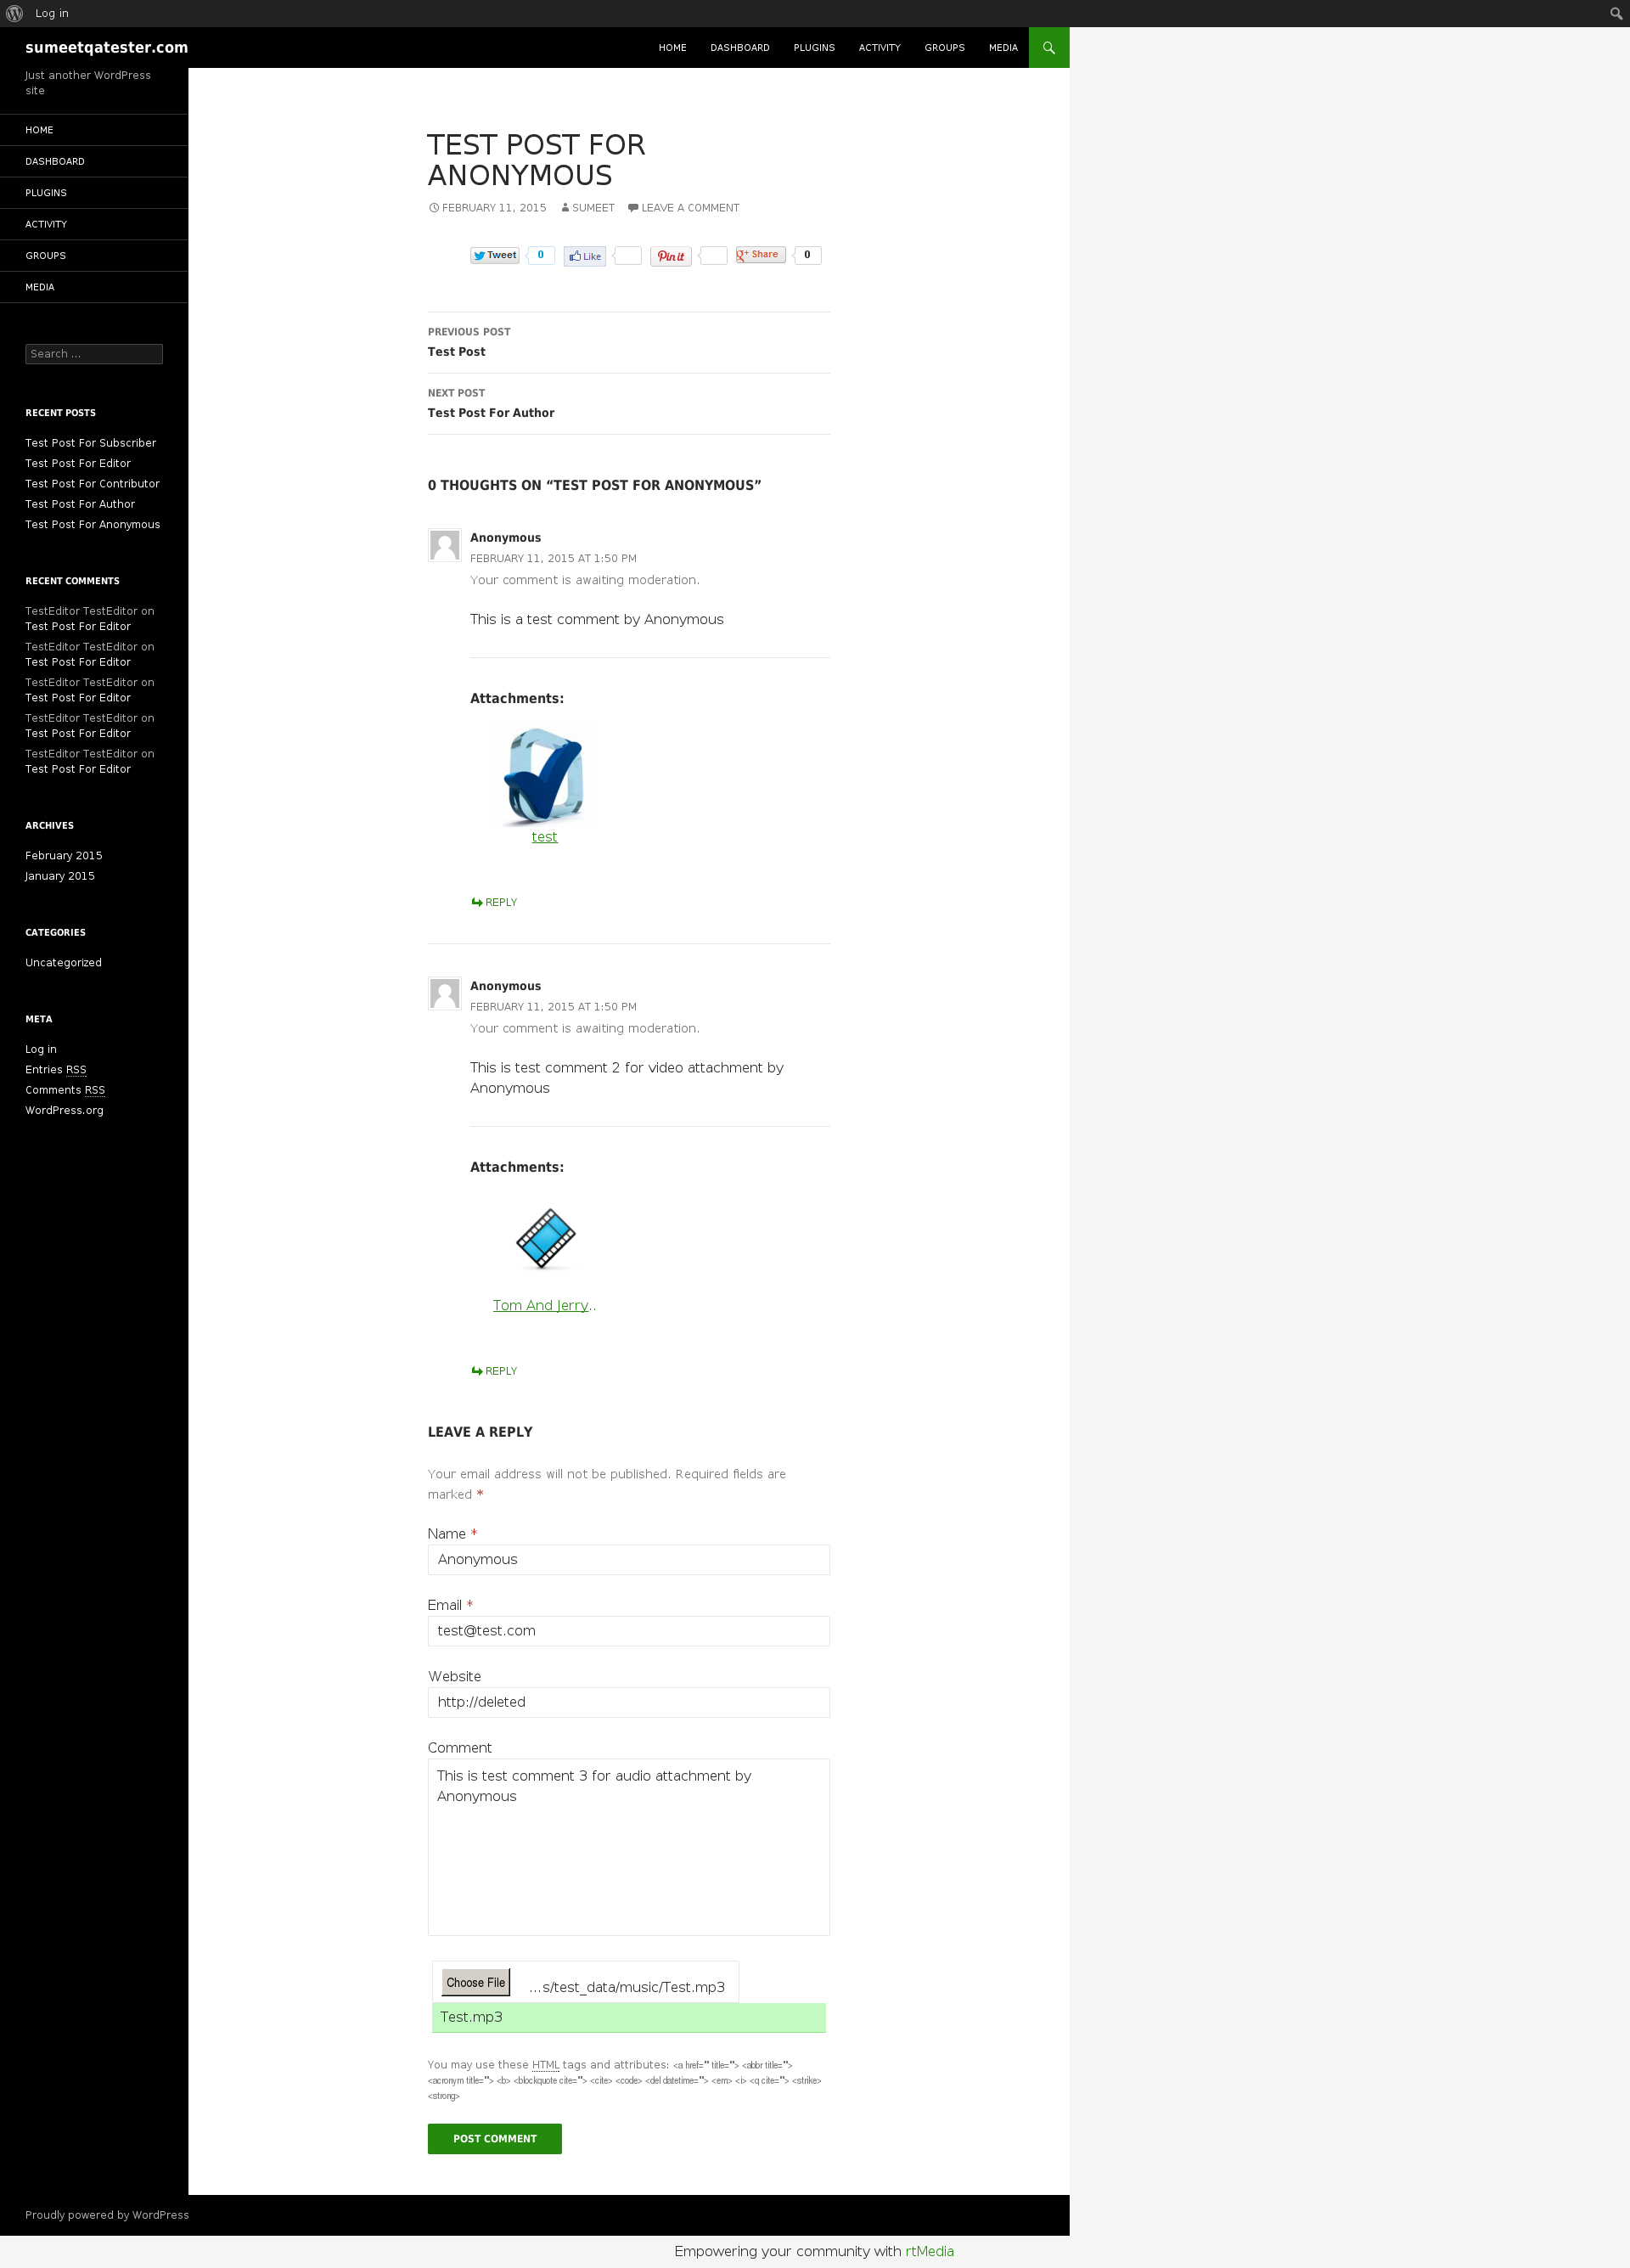 Log in
sumeetqatester.com
HOME DASHBOARD PLUGINS ACTIVITY GROUPS MEDIA
Just another WordPress
site
HOME
DASHBOARD
PLUGINS
ACTIVITY
GROUPS
MEDIA
Search ...
RECENT POSTS
Test Post For Subscriber
Test Post For Editor
Test Post For Contributor
Test Post For Author
Test Post For Anonymous
RECENT COMMENTS
TestEditor TestEditor on
Test Post For Editor
TestEditor TestEditor on
Test Post For Editor
TestEditor TestEditor on
Test Post For Editor
TestEditor TestEditor on
Test Post For Editor
TestEditor TestEditor on
Test Post For Editor
ARCHIVES
February 2015
January 2015
CATEGORIES
Uncategorized
META
Log in
Entries RSS
Comments RSS
WordPress.org
TEST POST FOR
ANONYMOUS
FEBRUARY 11, 2015 SUMEET LEAVE A COMMENT
Tweet 0 Like Pin it g+ Share 0
PREVIOUS POST
Test Post
NEXT POST
Test Post For Author
0 THOUGHTS ON “TEST POST FOR ANONYMOUS”
Anonymous
FEBRUARY 11, 2015 AT 1:50 PM
Your comment is awaiting moderation.
This is a test comment by Anonymous
Attachments:
test
REPLY
Anonymous
FEBRUARY 11, 2015 AT 1:50 PM
Your comment is awaiting moderation.
This is test comment 2 for video attachment by
Anonymous
Attachments:
Tom And Jerry..
REPLY
LEAVE A REPLY
Your email address will not be published. Required fields are
marked *
Name *
Anonymous
Email *
test@test.com
Website
http://deleted
Comment
This is test comment 3 for audio attachment by
Anonymous
Choose File ...s/test_data/music/Test.mp3
Test.mp3
You may use these HTML tags and attributes: <a href="" title=""> <abbr title="">
<acronym title=""> <b> <blockquote cite=""> <cite> <code> <del datetime=""> <em> <i> <q cite=""> <strike>
<strong>
POST COMMENT
Proudly powered by WordPress
Empowering your community with rtMedia